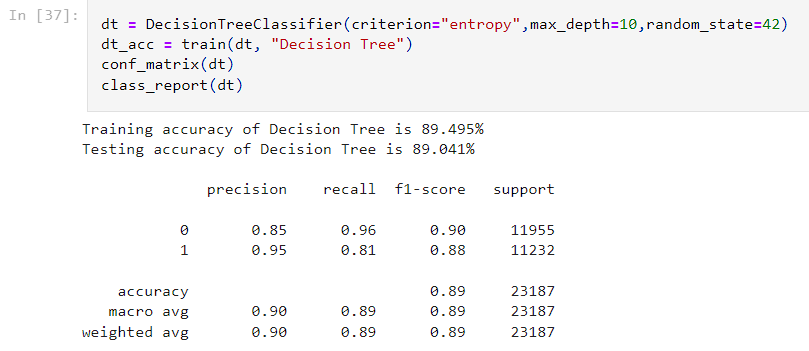 In [37]:
dt = DecisionTreeClassifier(criterion="entropy",max_depth=10,random_state=42)
dt_acc = train(dt, "Decision Tree")
conf_matrix(dt)
class_report(dt)
Training accuracy of Decision Tree is 89.495%
Testing accuracy of Decision Tree is 89.041%
precision recall f1-score support
0 0.85 0.96 0.90 11955
1 0.95 0.81 0.88 11232
accuracy 0.89 23187
macro avg 0.90 0.89 0.89 23187
weighted avg 0.90 0.89 0.89 23187